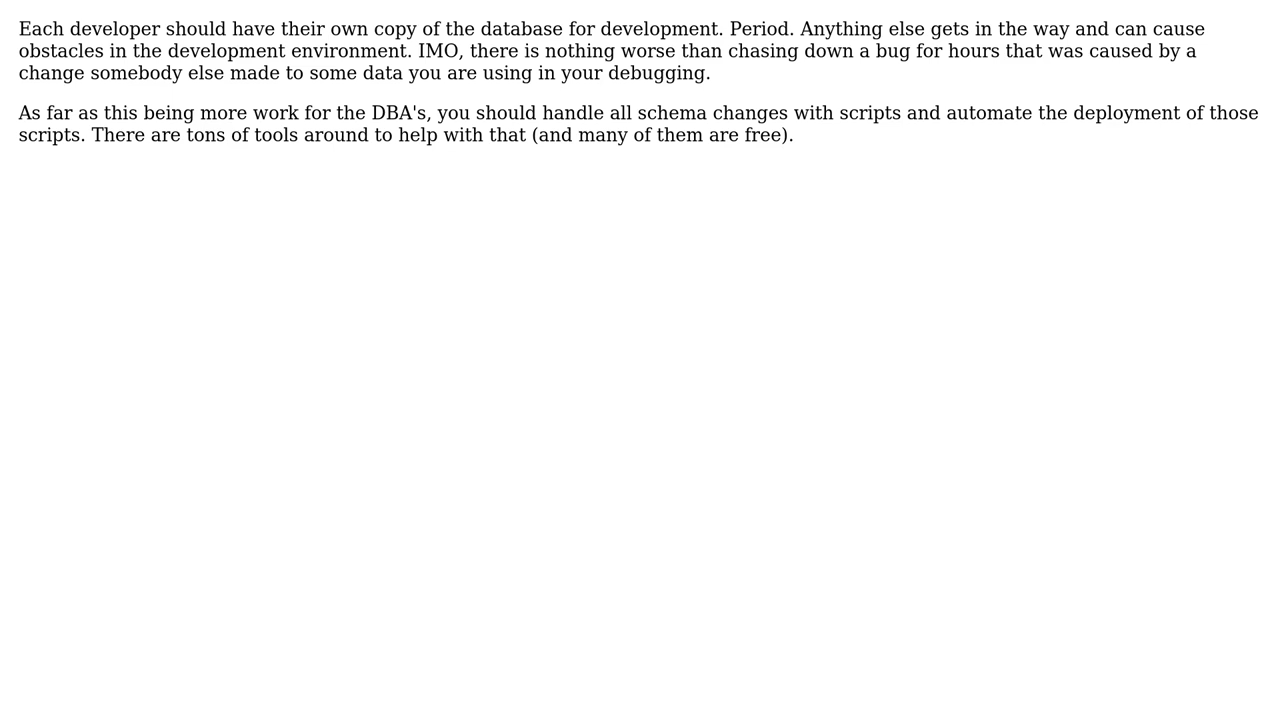 Each developer should have their own copy of the database for development. Period. Anything else gets in the way and can cause
obstacles in the development environment. IMO, there is nothing worse than chasing down a bug for hours that was caused by a
change somebody else made to some data you are using in your debugging.
As far as this being more work for the DBA's, you should handle all schema changes with scripts and automate the deployment of those
scripts. There are tons of tools around to help with that (and many of them are free).